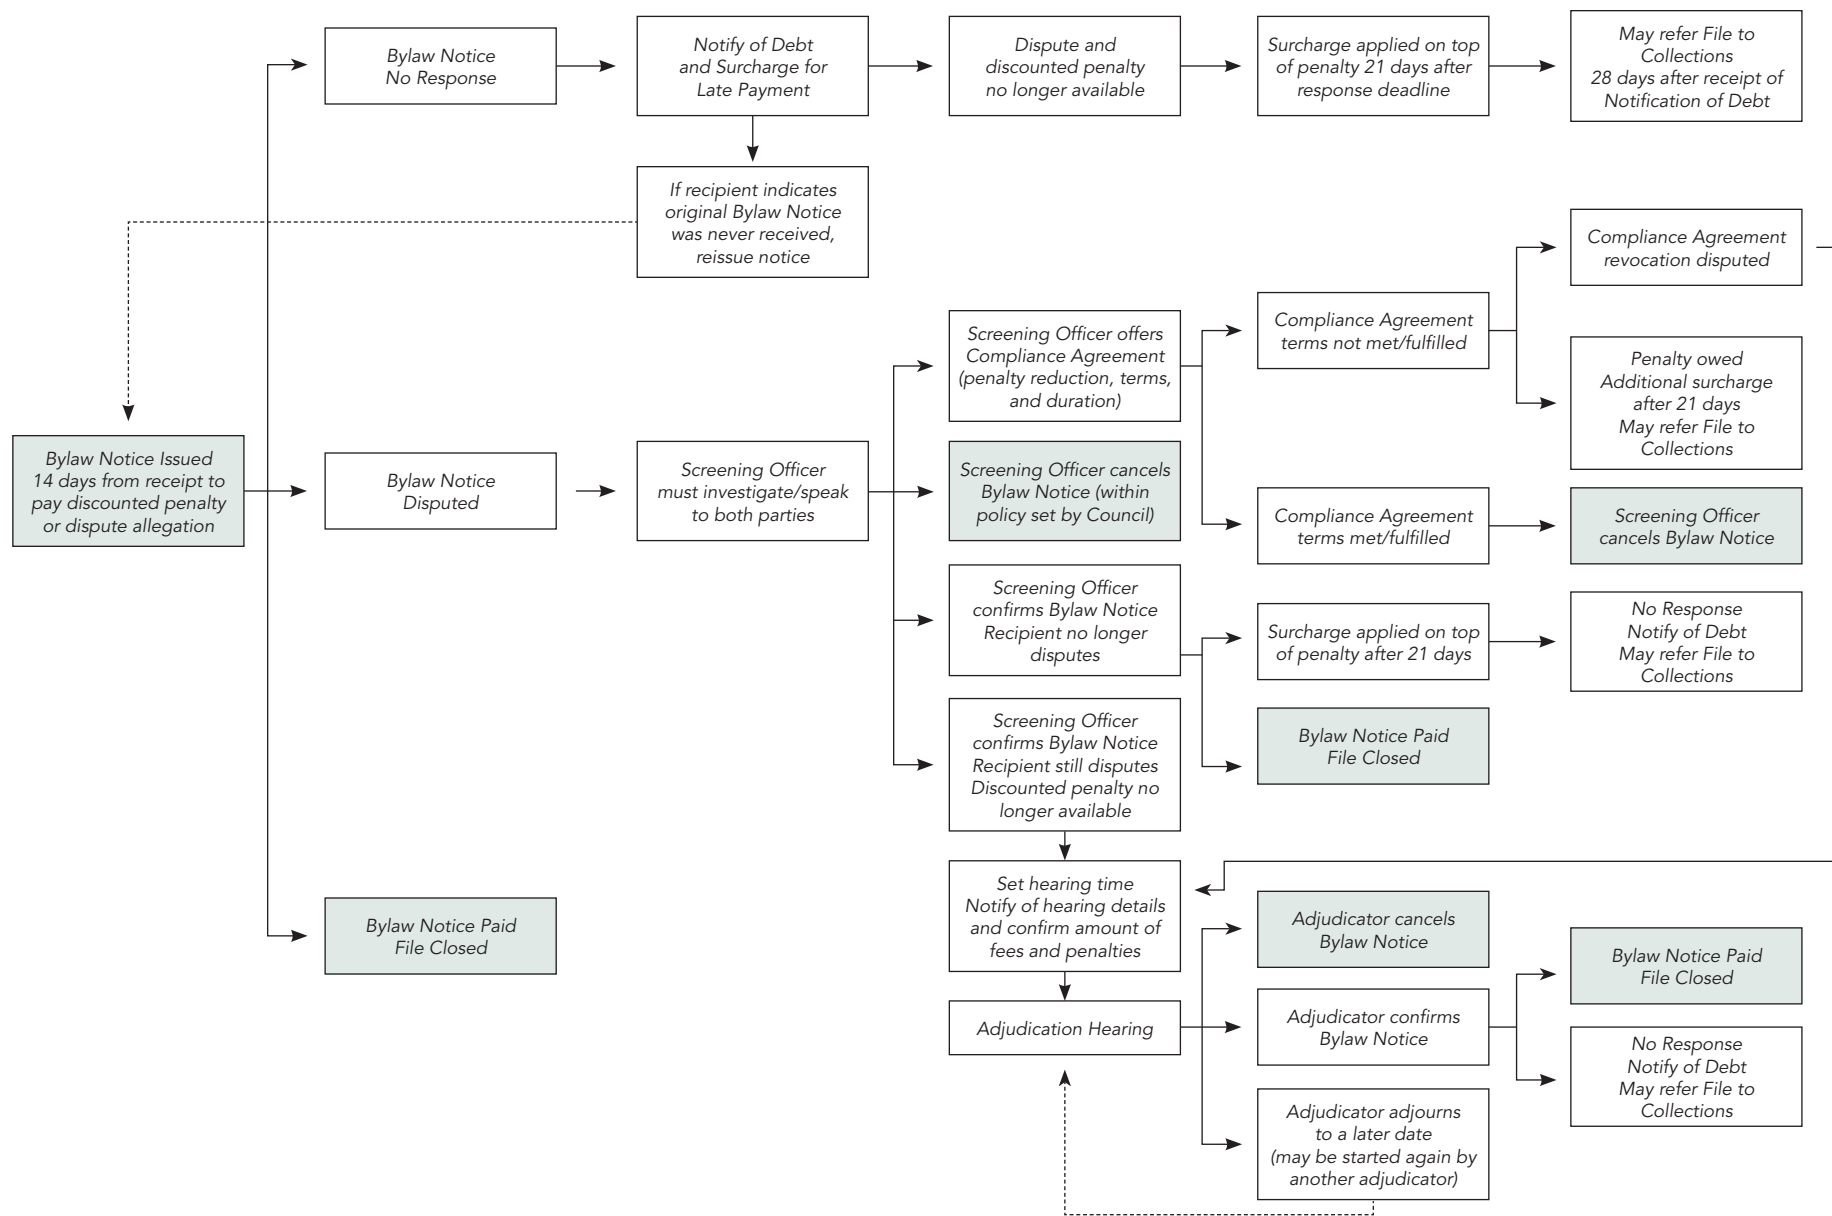 Bylaw Notice
No Response
Notify of Debt
and Surcharge for
Late Payment
Dispute and
discounted penalty
no longer available
Surcharge applied on top
of penalty 21 days after
response deadline
May refer File to
Collections
28 days after receipt of
Notification of Debt
If recipient indicates
original Bylaw Notice
was never received,
reissue notice
Compliance Agreement
revocation disputed
Screening Officer offers
Compliance Agreement
(penalty reduction, terms,
and duration)
Compliance Agreement
terms not met/fulfilled
Penalty owed
Additional surcharge
after 21 days
May refer File to
Collections
Bylaw Notice Issued
14 days from receipt to
pay discounted penalty
or dispute allegation
Bylaw Notice
Disputed
Screening Officer
must investigate/speak
to both parties
Screening Officer cancels
Bylaw Notice (within
policy set by Council)
Compliance Agreement
terms met/fulfilled
Screening Officer
cancels Bylaw Notice
Screening Officer
confirms Bylaw Notice
Recipient no longer
disputes
Surcharge applied on top
of penalty after 21 days
No Response
Notify of Debt
May refer File to
Collections
Screening Officer
confirms Bylaw Notice
Recipient still disputes
Discounted penalty no
longer available
Bylaw Notice Paid
File Closed
Set hearing time
Notify of hearing details
and confirm amount of
fees and penalties
Bylaw Notice Paid
File Closed
Adjudicator cancels
Bylaw Notice
Bylaw Notice Paid
File Closed
Adjudication Hearing
Adjudicator confirms
Bylaw Notice
No Response
Notify of Debt
May refer File to
Collections
Adjudicator adjourns
to a later date
(may be started again by
another adjudicator)